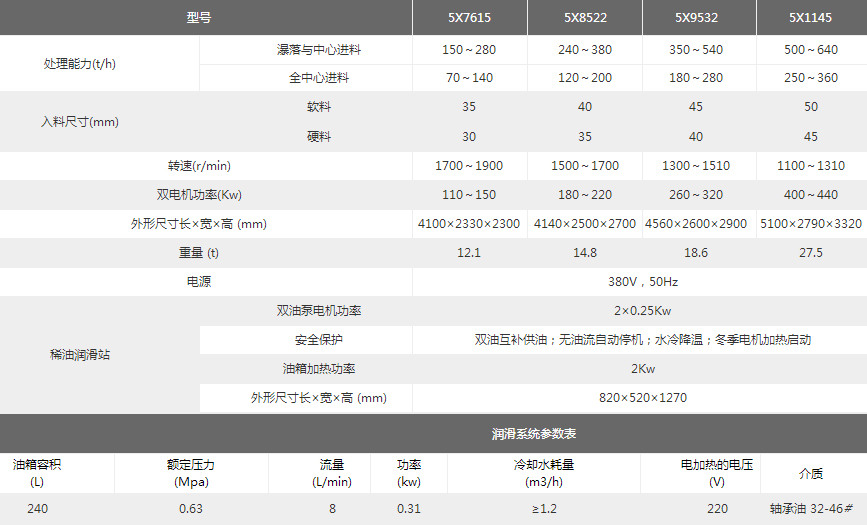 型号 5X7615 5X8522 5X9532 5X1145
处理能力(t/h) 瀑落与中心进料 150～280 240～380 350～540 500～640
全中心进料 70～140 120～200 180～280 250～360
入料尺寸(mm) 软料 35 40 45 50
硬料 30 35 40 45
转速(r/min) 1700～1900 1500～1700 1300～1510 1100～1310
双电机功率(Kw) 110～150 180～220 260～320 400～440
外形尺寸长×宽×高 (mm) 4100×2330×2300 4140×2500×2700 4560×2600×2900 5100×2790×3320
重量 (t) 12.1 14.8 18.6 27.5
电源 380V，50Hz
稀油润滑站 双油泵电机功率 2×0.25Kw
安全保护 双油互补供油；无油流自动停机；水冷降温；冬季电机加热启动
油箱加热功率 2Kw
外形尺寸长×宽×高 (mm) 820×520×1270
润滑系统参数表
油箱容积 额定压力 流量 功率 冷却水耗量 电加热的电压 介质
(L) (Mpa) (L/min) (kw) (m3/h) (V)
240 0.63 8 0.31 ≥1.2 220 轴承油 32-46#